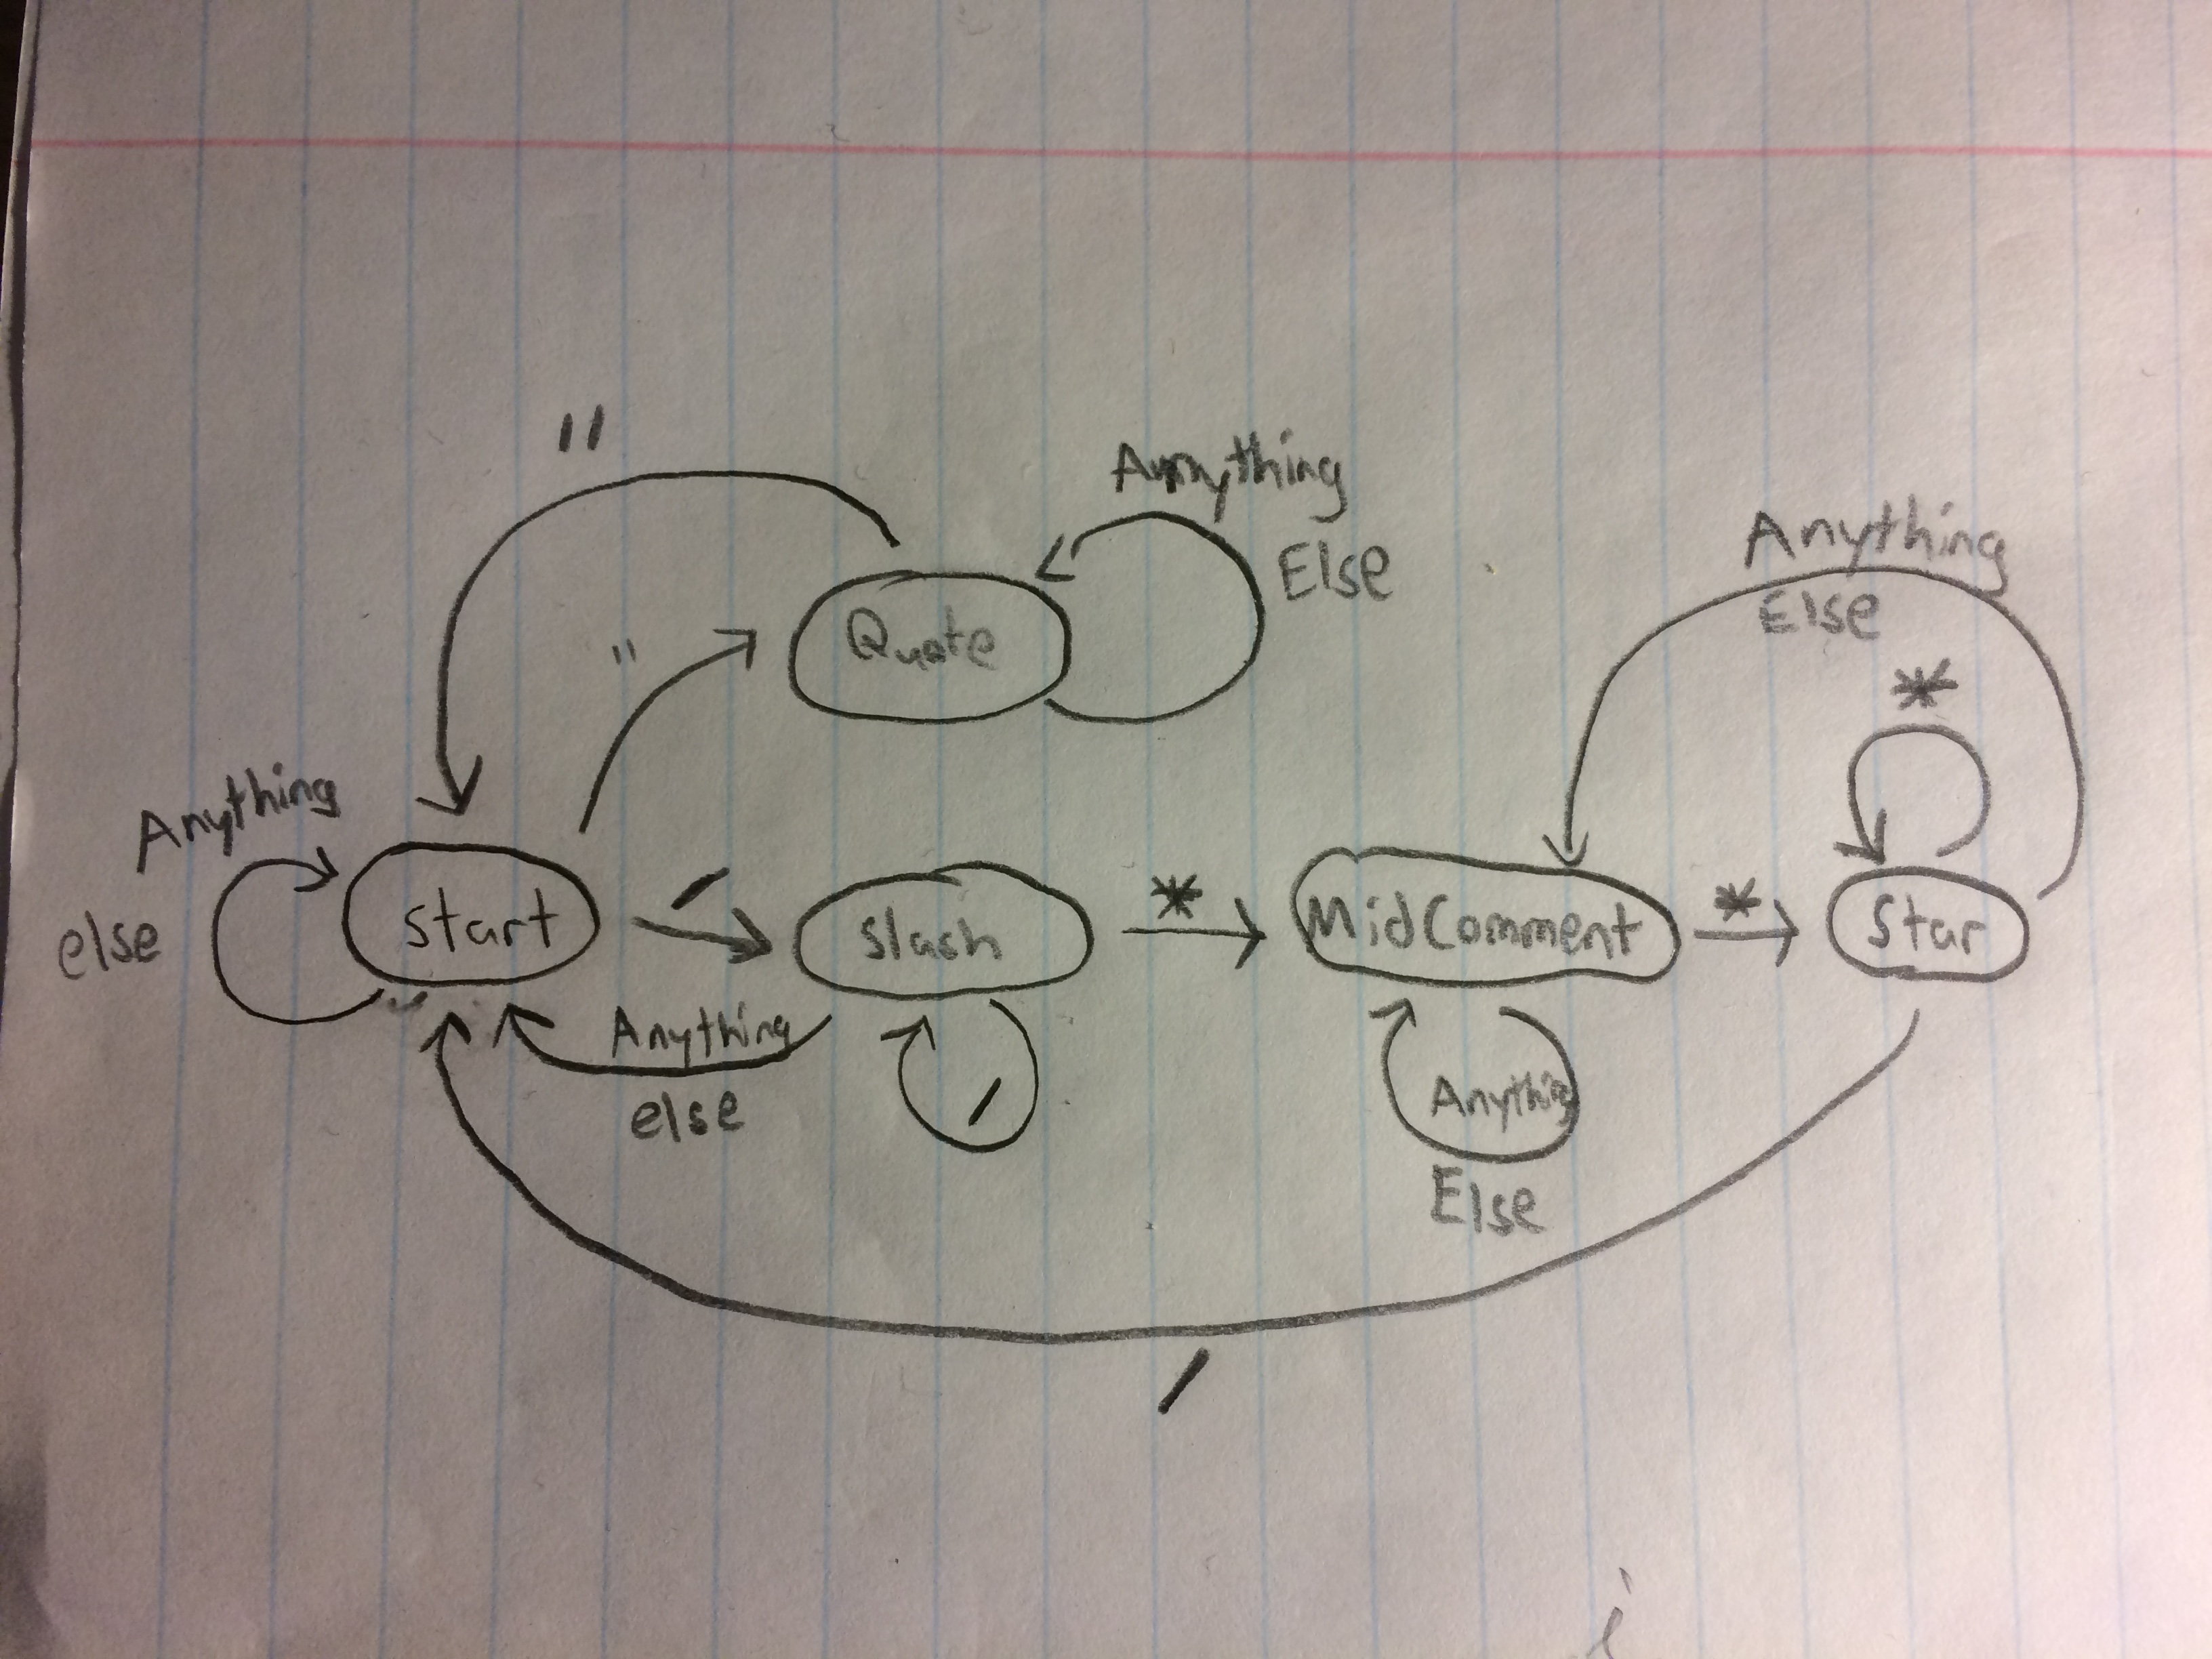 "
Anything
Else
Anything
Else
"
Quote
*
Anything
else
start
/
slash
*
MidComment
*
Star
Anything
else
/
Anything
Else
/
i